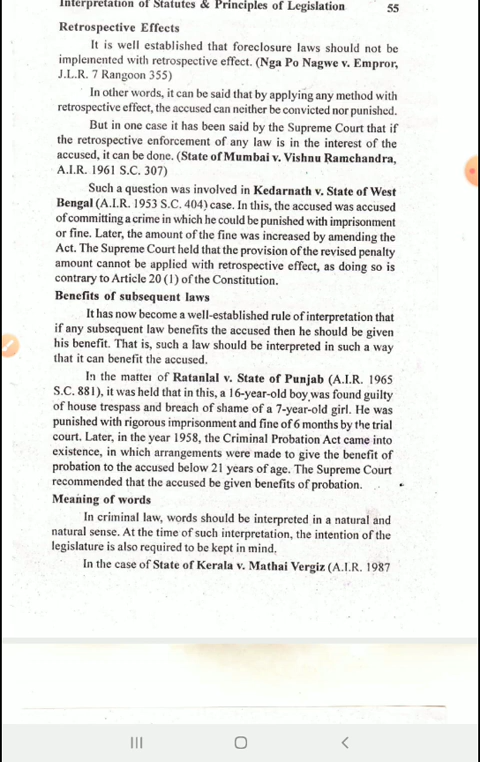 Interpretation of Statutes & Principles of Legislation 55
Retrospective Effects
It is well established that foreclosure laws should not be
implemented with retrospective effect. (Nga Po Nagwe v. Empror,
J.L.R. 7 Rangoon 355)
In other words, it can be said that by applying any method with
retrospective effect, the accused can neither be convicted nor punished.
But in one case it has been said by the Supreme Court that if
the retrospective enforcement of any law is in the interest of the
accused, it can be done. (State of Mumbai v. Vishnu Ramchandra,
A.I.R. 1961 S.C. 307)
Such a question was involved in Kedarnath v. State of West
Bengal (A.I.R. 1953 S.C. 404) case. In this, the accused was accused
of committing a crime in which he could be punished with imprisonment
or fine. Later, the amount of the fine was increased by amending the
Act. The Supreme Court held that the provision of the revised penalty
amount cannot be applied with retrospective effect, as doing so is
contrary to Article 20 (1) of the Constitution.
Benefits of subsequent laws
It has now become a well-established rule of interpretation that
if any subsequent law benefits the accused then he should be given
his benefit. That is, such a law should be interpreted in such a way
that it can benefit the accused.
In the matter of Ratanlal v. State of Punjab (A.I.R. 1965
S.C. 881), it was held that in this, a 16-year-old boy was found guilty
of house trespass and breach of shame of a 7-year-old girl. He was
punished with rigorous imprisonment and fine of 6 months by the trial
court. Later, in the year 1958, the Criminal Probation Act came into
existence, in which arrangements were made to give the benefit of
probation to the accused below 21 years of age. The Supreme Court
recommended that the accused be given benefits of probation.
Meaning of words
In criminal law, words should be interpreted in a natural and
natural sense. At the time of such interpretation, the intention of the
legislature is also required to be kept in mind.
In the case of State of Kerala v. Mathai Vergiz (A.I.R. 1987